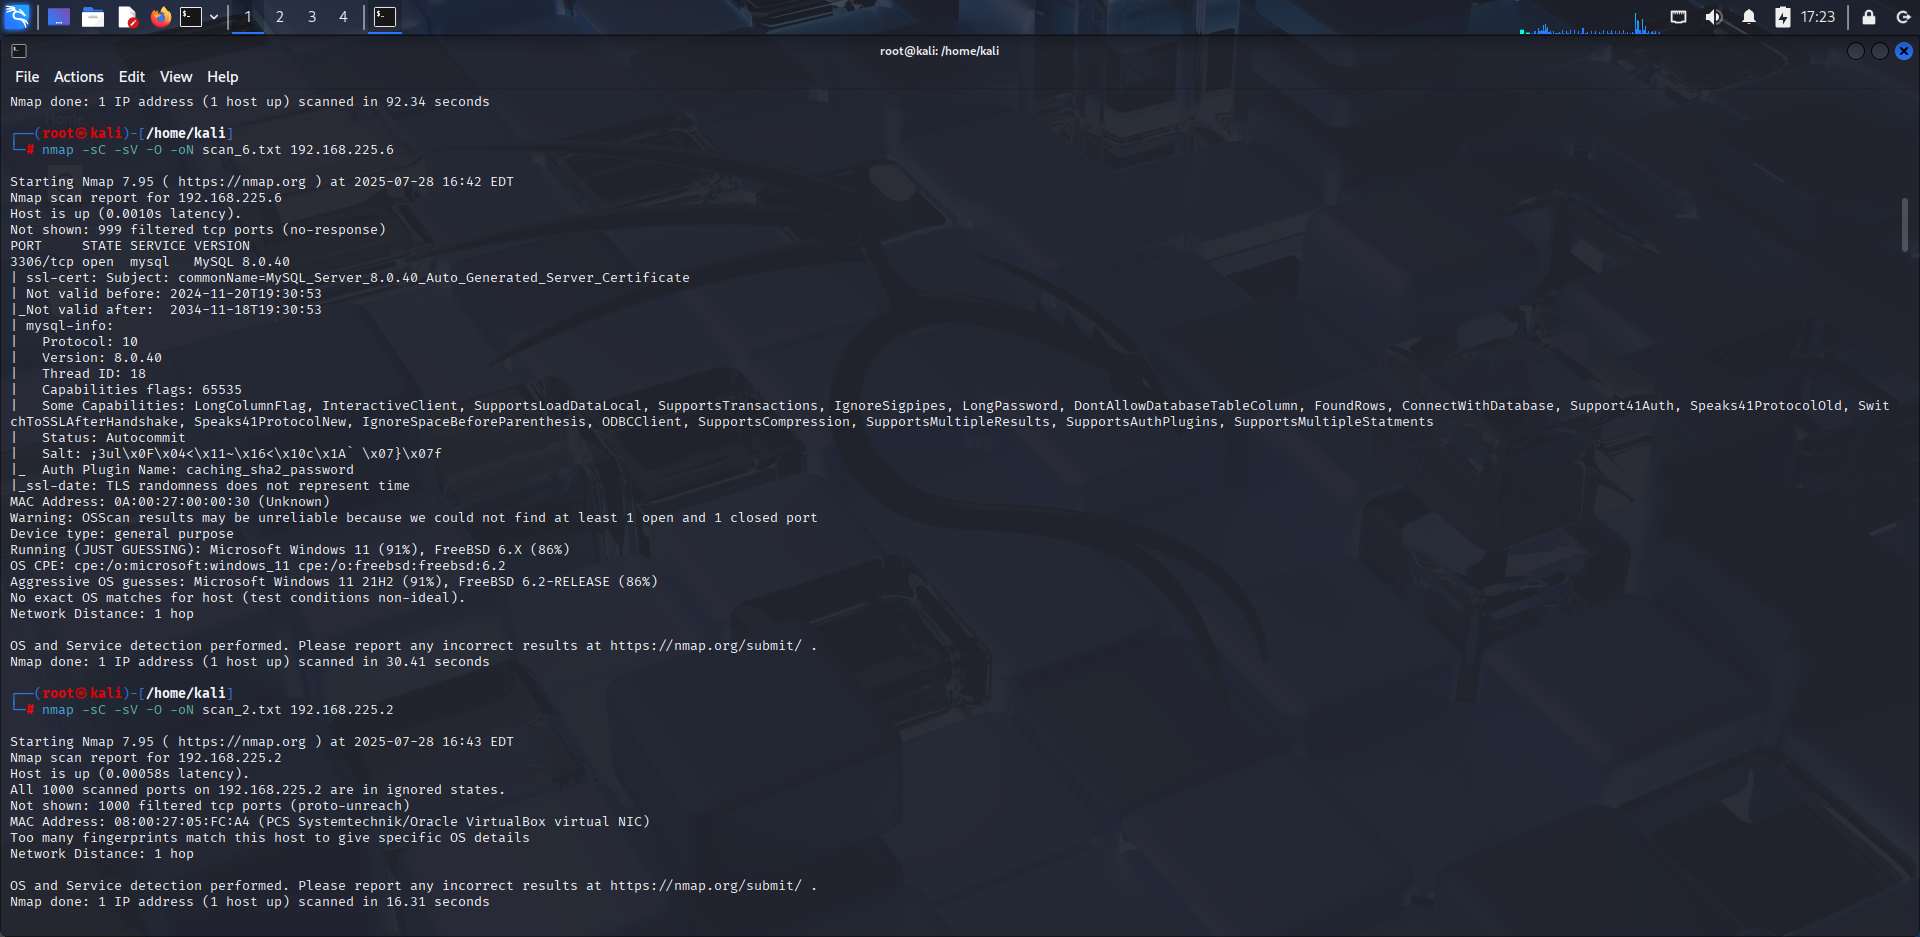 1 2 3 4
17:23
root@kali: /home/kali
File Actions Edit View Help
Nmap done: 1 IP address (1 host up) scanned in 92.34 seconds
Home
┌──(root㉿kali)-[/home/kali]
└─# nmap -sC -sV -O -oN scan_6.txt 192.168.225.6
Starting Nmap 7.95 ( https://nmap.org ) at 2025-07-28 16:42 EDT
Nmap scan report for 192.168.225.6
Host is up (0.0010s latency).
Not shown: 999 filtered tcp ports (no-response)
PORT     STATE SERVICE VERSION
3306/tcp open  mysql   MySQL 8.0.40
| ssl-cert: Subject: commonName=MySQL_Server_8.0.40_Auto_Generated_Server_Certificate
| Not valid before: 2024-11-20T19:30:53
|_Not valid after:  2034-11-18T19:30:53
| mysql-info:
|   Protocol: 10
|   Version: 8.0.40
|   Thread ID: 18
|   Capabilities flags: 65535
|   Some Capabilities: LongColumnFlag, InteractiveClient, SupportsLoadDataLocal, SupportsTransactions, IgnoreSigpipes, LongPassword, DontAllowDatabaseTableColumn, FoundRows, ConnectWithDatabase, Support41Auth, Speaks41ProtocolOld, Swit
chToSSLAfterHandshake, Speaks41ProtocolNew, IgnoreSpaceBeforeParenthesis, ODBCClient, SupportsCompression, SupportsMultipleResults, SupportsAuthPlugins, SupportsMultipleStatments
|   Status: Autocommit
|   Salt: ;3ul\x0F\x04<\x11~\x16<\x10c\x1A` \x07}\x07f
|_  Auth Plugin Name: caching_sha2_password
|_ssl-date: TLS randomness does not represent time
MAC Address: 0A:00:27:00:00:30 (Unknown)
Warning: OSScan results may be unreliable because we could not find at least 1 open and 1 closed port
Device type: general purpose
Running (JUST GUESSING): Microsoft Windows 11 (91%), FreeBSD 6.X (86%)
OS CPE: cpe:/o:microsoft:windows_11 cpe:/o:freebsd:freebsd:6.2
Aggressive OS guesses: Microsoft Windows 11 21H2 (91%), FreeBSD 6.2-RELEASE (86%)
No exact OS matches for host (test conditions non-ideal).
Network Distance: 1 hop
OS and Service detection performed. Please report any incorrect results at https://nmap.org/submit/ .
Nmap done: 1 IP address (1 host up) scanned in 30.41 seconds
┌──(root㉿kali)-[/home/kali]
└─# nmap -sC -sV -O -oN scan_2.txt 192.168.225.2
Starting Nmap 7.95 ( https://nmap.org ) at 2025-07-28 16:43 EDT
Nmap scan report for 192.168.225.2
Host is up (0.00058s latency).
All 1000 scanned ports on 192.168.225.2 are in ignored states.
Not shown: 1000 filtered tcp ports (proto-unreach)
MAC Address: 08:00:27:05:FC:A4 (PCS Systemtechnik/Oracle VirtualBox virtual NIC)
Too many fingerprints match this host to give specific OS details
Network Distance: 1 hop
OS and Service detection performed. Please report any incorrect results at https://nmap.org/submit/ .
Nmap done: 1 IP address (1 host up) scanned in 16.31 seconds